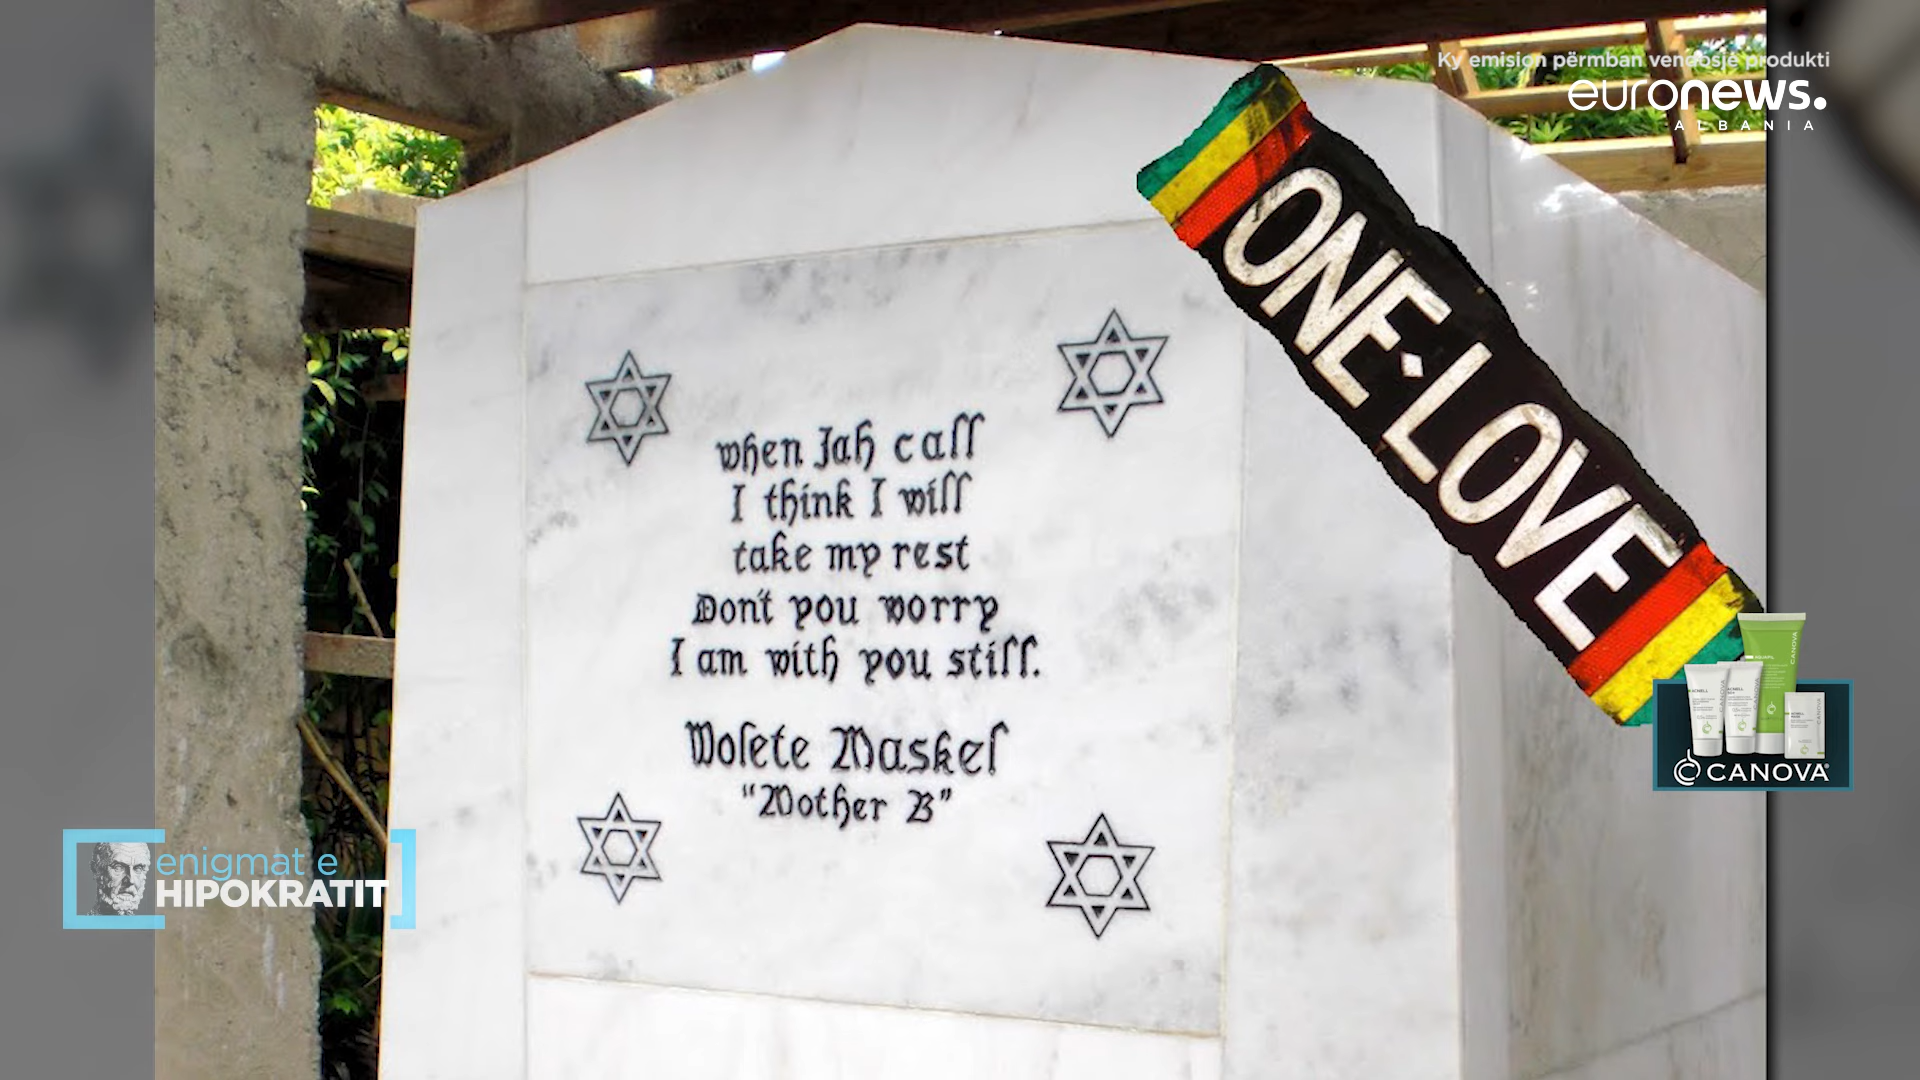 Ky emision përmban vendosje produkti
euronews.
ALBANIA
ONE·LOVE
when Jah call
I think I will
take my rest
Don't you worry
I am with you still.
Wolete Maskel
"Mother B"
CANOVA
enigmat e
HIPOKRATIT